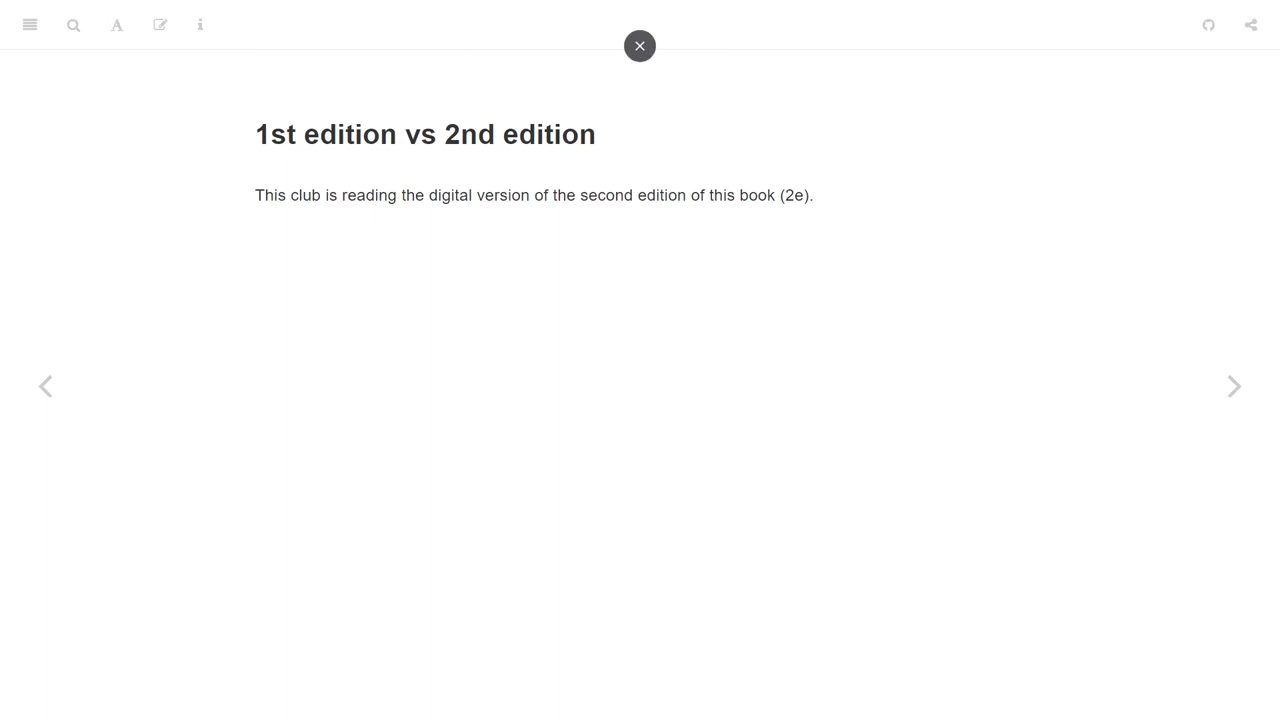 1st edition vs 2nd edition
This club is reading the digital version of the second edition of this book (2e).